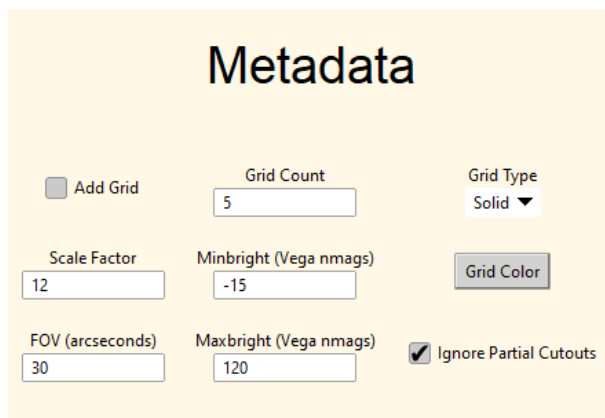 Metadata
Add Grid
Grid Count
5
Grid Type
Solid
Scale Factor
12
Minbright (Vega nmags)
-15
Grid Color
FOV (arcseconds)
30
Maxbright (Vega nmags)
120
Ignore Partial Cutouts